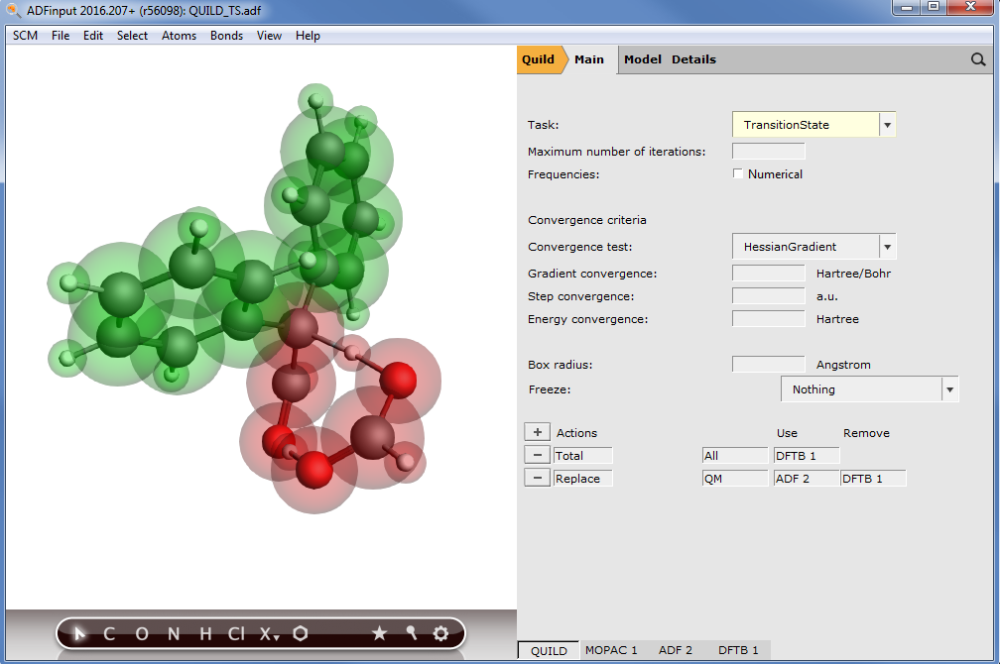 ADFinput 2016.207+ (r56098): QUILD_TS.adf
SCM File Edit Select Atoms Bonds View Help
Quild Main Model Details
Task: TransitionState
Maximum number of iterations:
Frequencies: Numerical
Convergence criteria
Convergence test: HessianGradient
Gradient convergence: Hartree/Bohr
Step convergence: a.u.
Energy convergence: Hartree
Box radius: Angstrom
Freeze: Nothing
+ Actions Use Remove
− Total All DFTB 1
− Replace QM ADF 2 DFTB 1
C O N H Cl X
QUILD MOPAC 1 ADF 2 DFTB 1